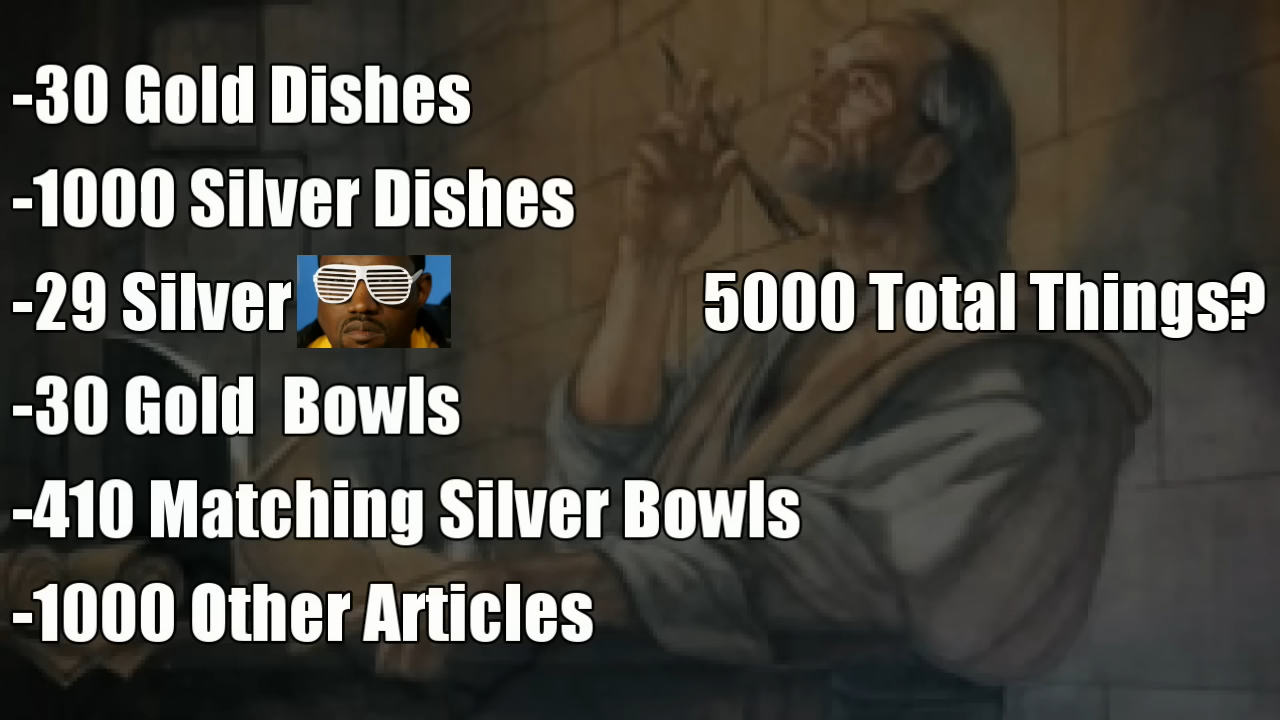 -30 Gold Dishes
-1000 Silver Dishes
-29 Silver
5000 Total Things?
-30 Gold  Bowls
-410 Matching Silver Bowls
-1000 Other Articles